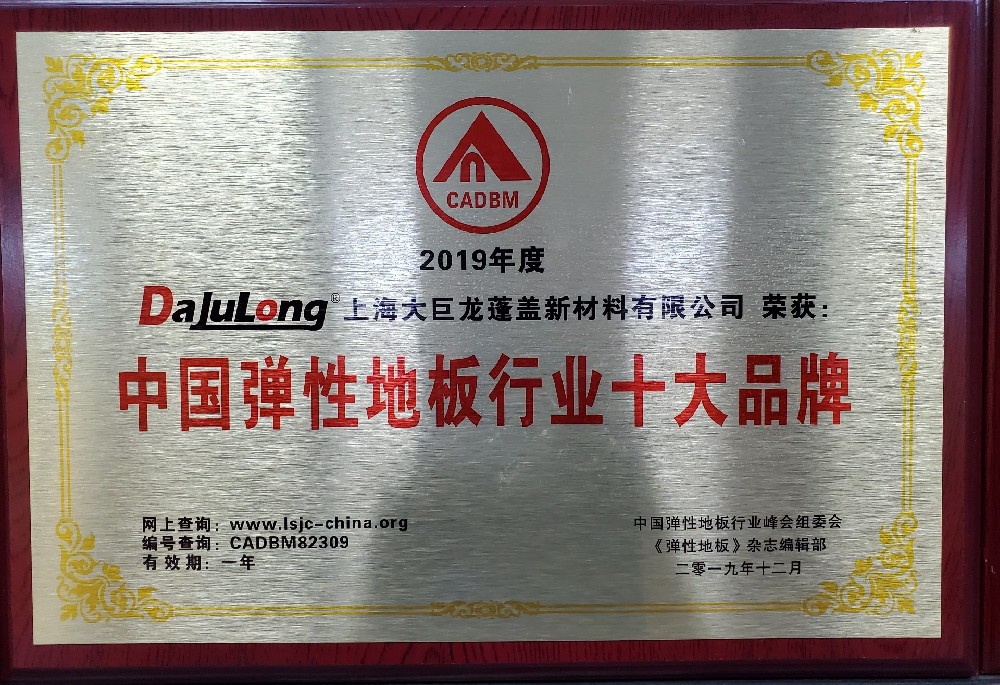 CADBM
2019年度
DaJuLong® 上海大巨龙蓬盖新材料有限公司 荣获：
中国弹性地板行业十大品牌
网上查询：www.lsjc-china.org
编号查询：CADBM82309
有效期：一年
中国弹性地板行业峰会组委会
《弹性地板》杂志编辑部
二零一九年十二月